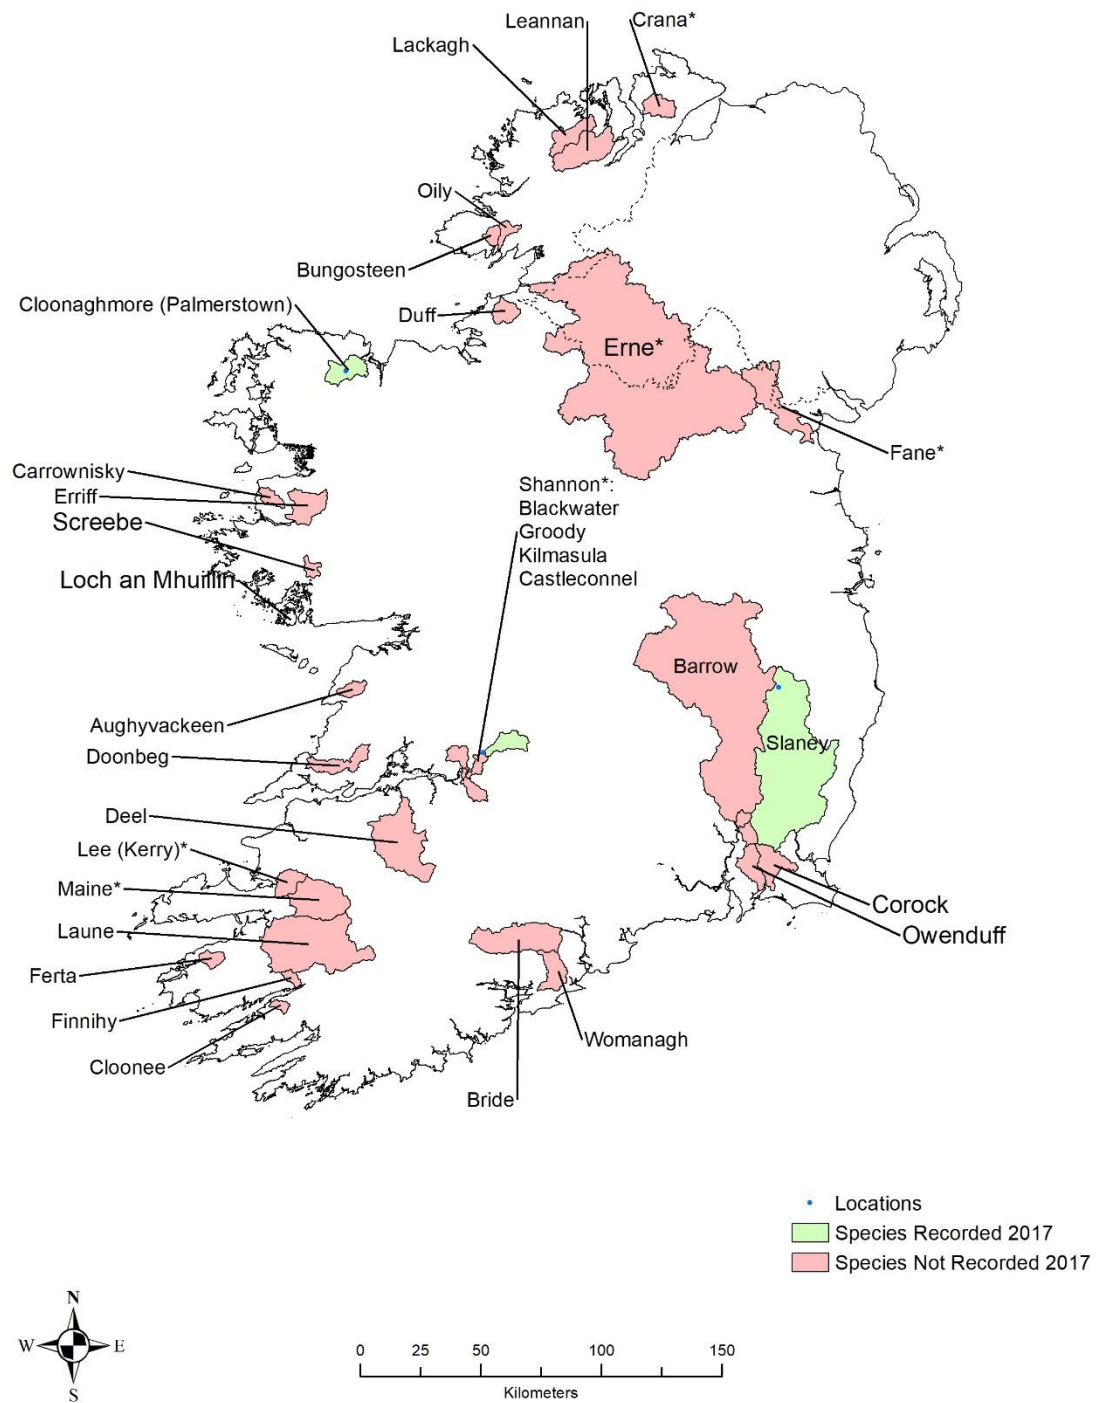 Leannan
Crana*
Lackagh
Oily
Bungosteen
Cloonaghmore (Palmerstown)
Duff
Erne*
Fane*
Carrownisky
Erriff
Screebe
Loch an Mhuillin
Shannon*:
Blackwater
Groody
Kilmasula
Castleconnel
Barrow
Slaney
Aughyvackeen
Doonbeg
Deel
Lee (Kerry)*
Maine*
Laune
Ferta
Finnihy
Cloonee
Corock
Owenduff
Womanagh
Bride
Locations
Species Recorded 2017
Species Not Recorded 2017
N
W E
S
0 25 50 100 150
Kilometers